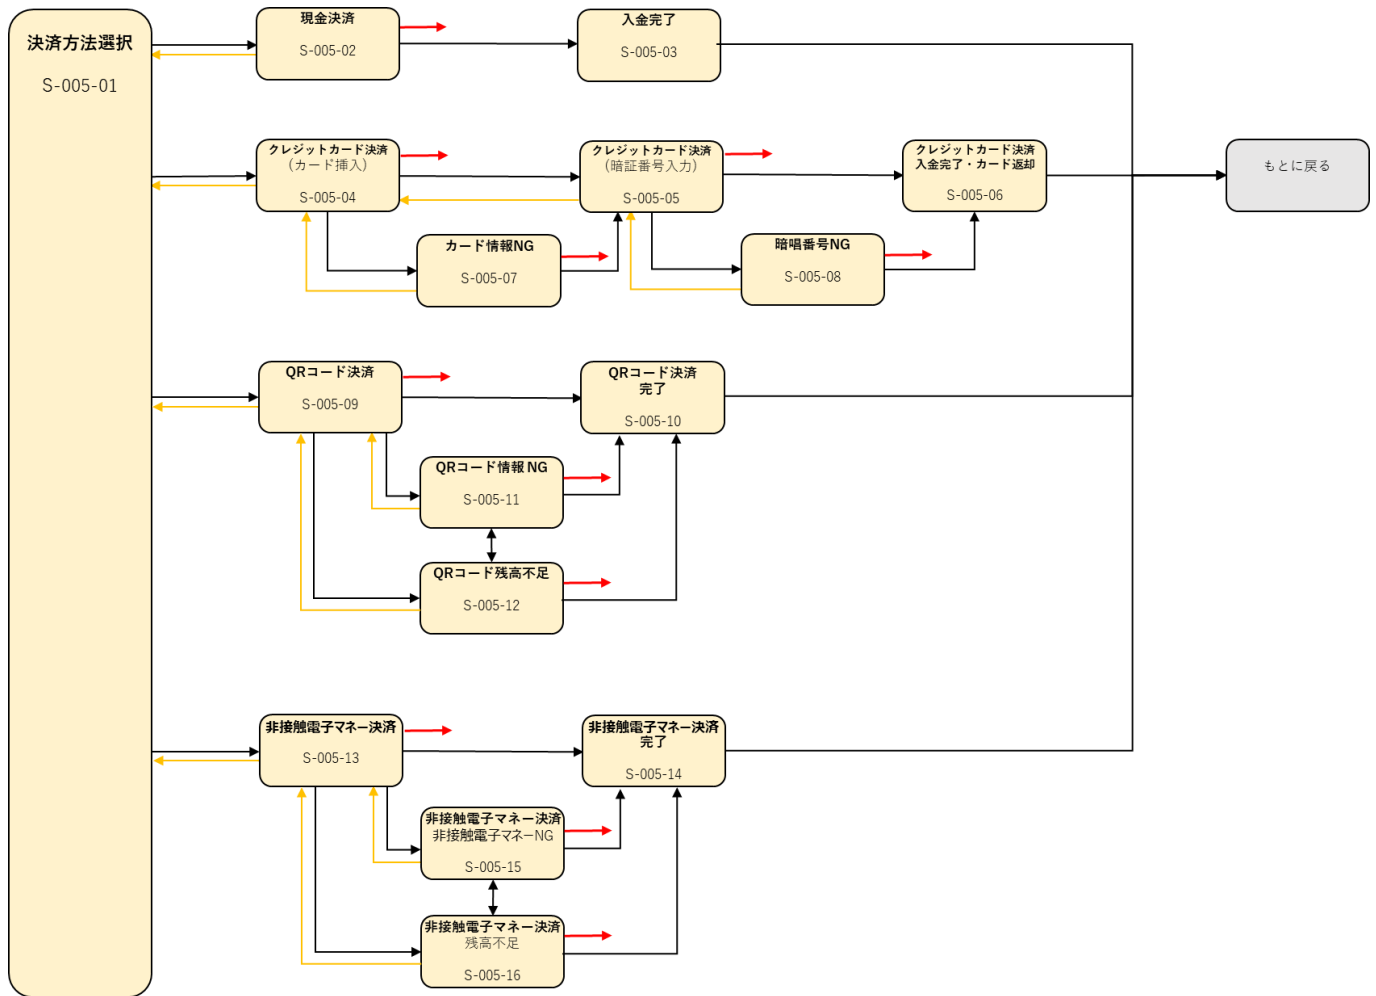 決済方法選択
S-005-01
現金決済
S-005-02
入金完了
S-005-03
クレジットカード決済
(カード挿入)
S-005-04
クレジットカード決済
(暗証番号入力)
S-005-05
クレジットカード決済
入金完了・カード返却
S-005-06
もとに戻る
カード情報NG
S-005-07
暗唱番号NG
S-005-08
QRコード決済
S-005-09
QRコード決済
完了
S-005-10
QRコード情報NG
S-005-11
QRコード残高不足
S-005-12
非接触電子マネー決済
S-005-13
非接触電子マネー決済
完了
S-005-14
非接触電子マネー決済
非接触電子マネーNG
S-005-15
非接触電子マネー決済
残高不足
S-005-16